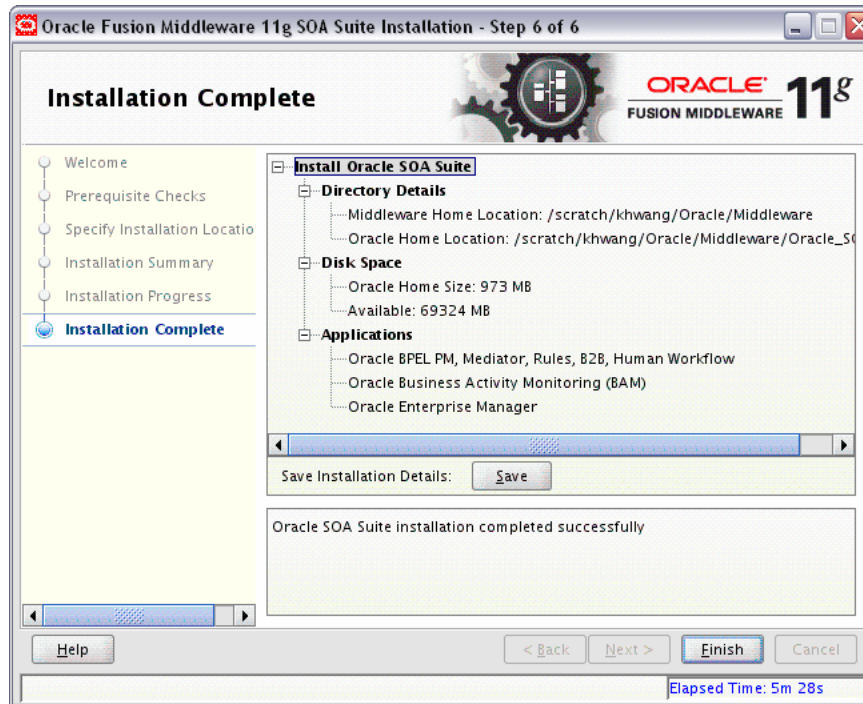 Oracle Fusion Middleware 11g SOA Suite Installation - Step 6 of 6
Installation Complete
ORACLE
FUSION MIDDLEWARE
11g
Welcome
Prerequisite Checks
Specify Installation Locatio
Installation Summary
Installation Progress
Installation Complete
Install Oracle SOA Suite
Directory Details
Middleware Home Location: /scratch/khwang/Oracle/Middleware
Oracle Home Location: /scratch/khwang/Oracle/Middleware/Oracle_SO
Disk Space
Oracle Home Size: 973 MB
Available: 69324 MB
Applications
Oracle BPEL PM, Mediator, Rules, B2B, Human Workflow
Oracle Business Activity Monitoring (BAM)
Oracle Enterprise Manager
Save Installation Details: Save
Oracle SOA Suite installation completed successfully
Help < Back Next > Finish Cancel
Elapsed Time: 5m 28s